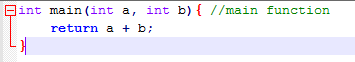 int main(int a, int b){ //main function
return a + b;
}